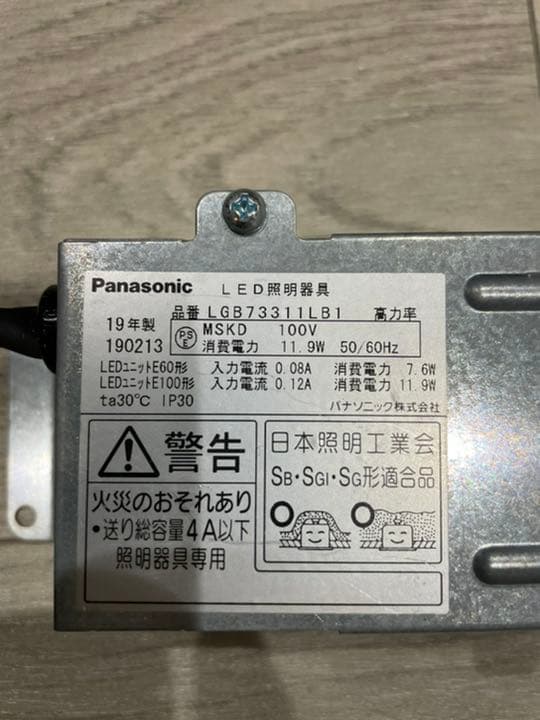 Panasonic LED照明器具
品番 LGB73311LB1 高力率
19年製
190213
PSE MSKD 100V
消費電力 11.9W 50/60Hz
LEDユニットE60形 入力電流 0.08A 消費電力 7.6W
LEDユニットE100形 入力電流 0.12A 消費電力 11.9W
ta30℃ IP30
パナソニック株式会社
警告
火災のおそれあり
・送り総容量4A以下
照明器具専用
日本照明工業会
SB・SGI・SG形適合品